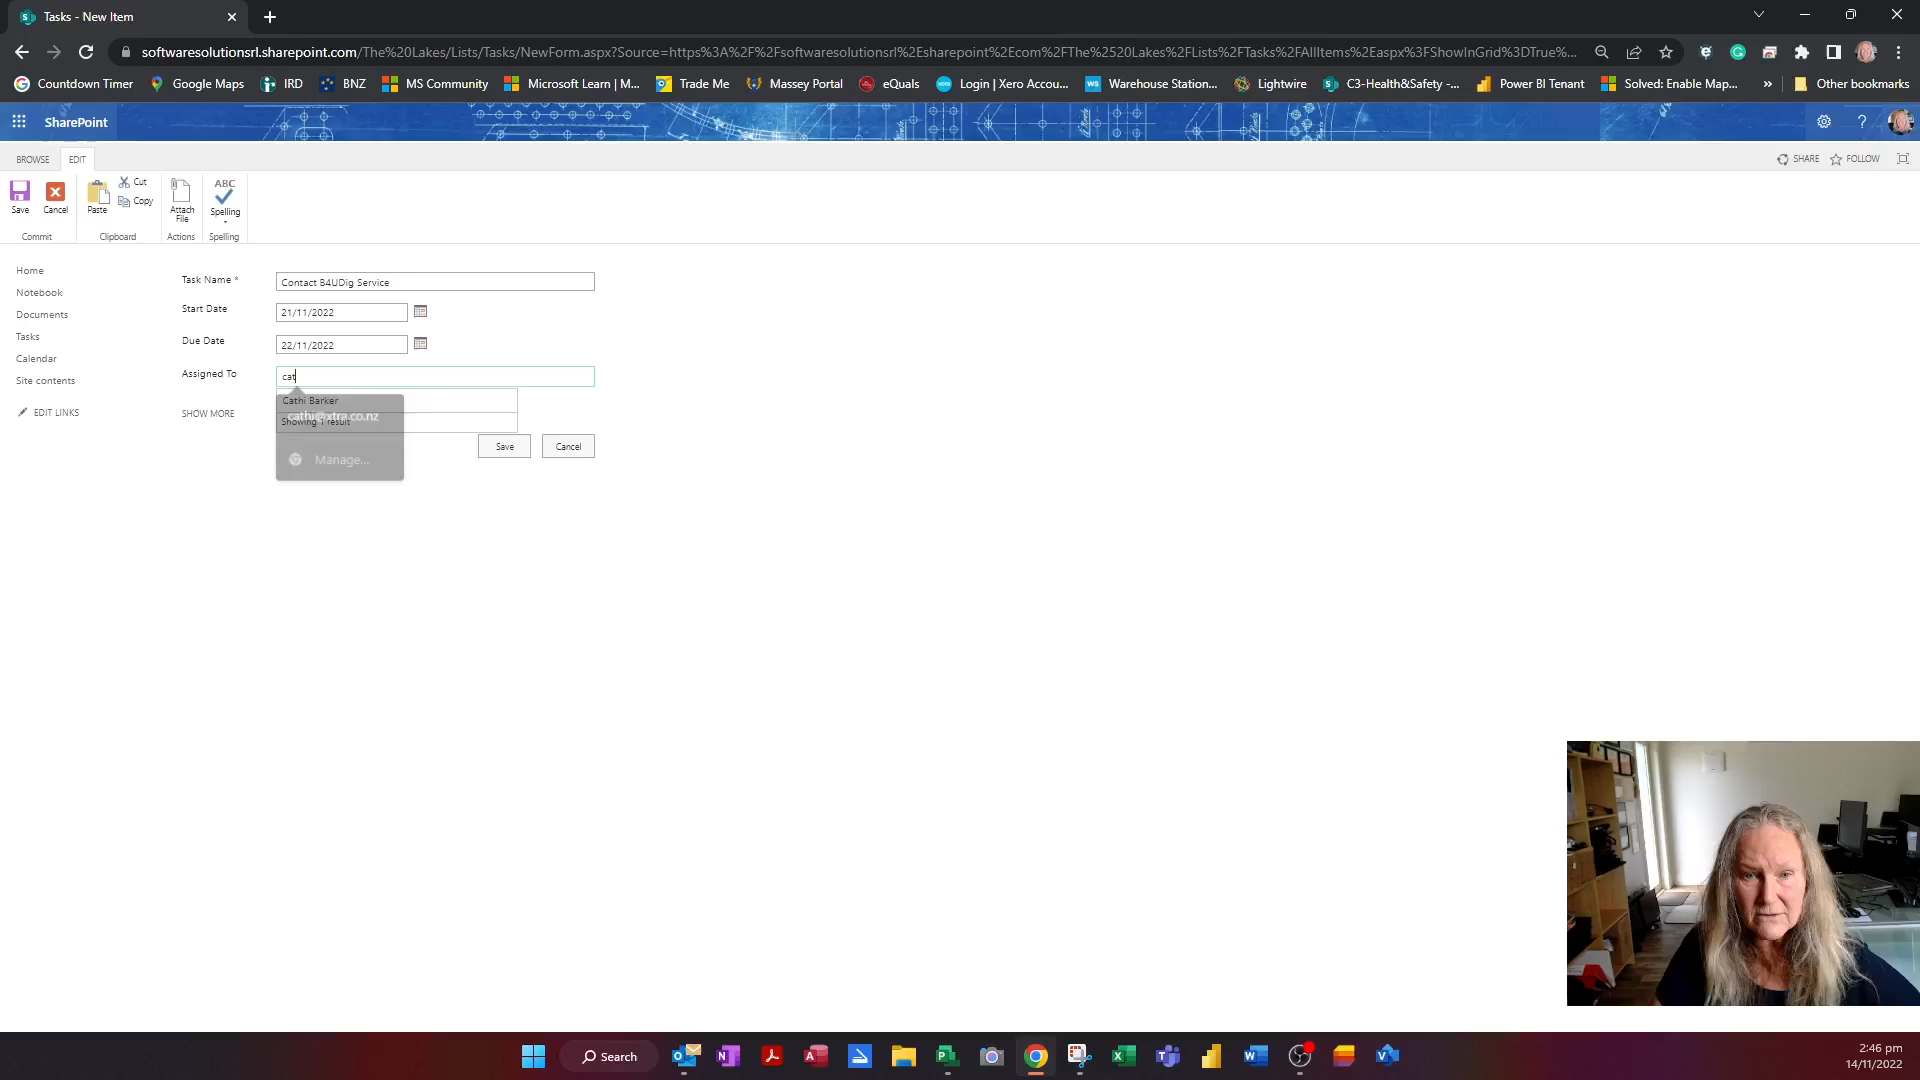 Tasks - New Item
softwaresolutionsrl.sharepoint.com/The%20Lakes/Lists/Tasks/NewForm.aspx?Source=https%3A%2F%2Fsoftwaresolutionsrl%2Esharepoint%2Ecom%2FThe%2520Lakes%2FLists%2FTasks%2FAllItems%2Easpx%3FShowInGrid%3DTrue%...
Countdown Timer Google Maps IRD BNZ MS Community Microsoft Learn | M... Trade Me Massey Portal eQuals Login | Xero Accou... Warehouse Station... Lightwire C3-Health&Safety -... Power BI Tenant Solved: Enable Map... » Other bookmarks
SharePoint
BROWSE EDIT SHARE FOLLOW
Save Cancel Paste Cut Copy Attach File ABC Spelling
Commit Clipboard Actions Spelling
Home
Notebook
Documents
Tasks
Calendar
Site contents
EDIT LINKS
Task Name * Contact B4UDig Service
Start Date 21/11/2022
Due Date 22/11/2022
Assigned To cat
Cathi Barker
cathi@xtra.co.nz
SHOW MORE Showing 1 result
Save Cancel
Manage...
Search
2:46 pm
14/11/2022